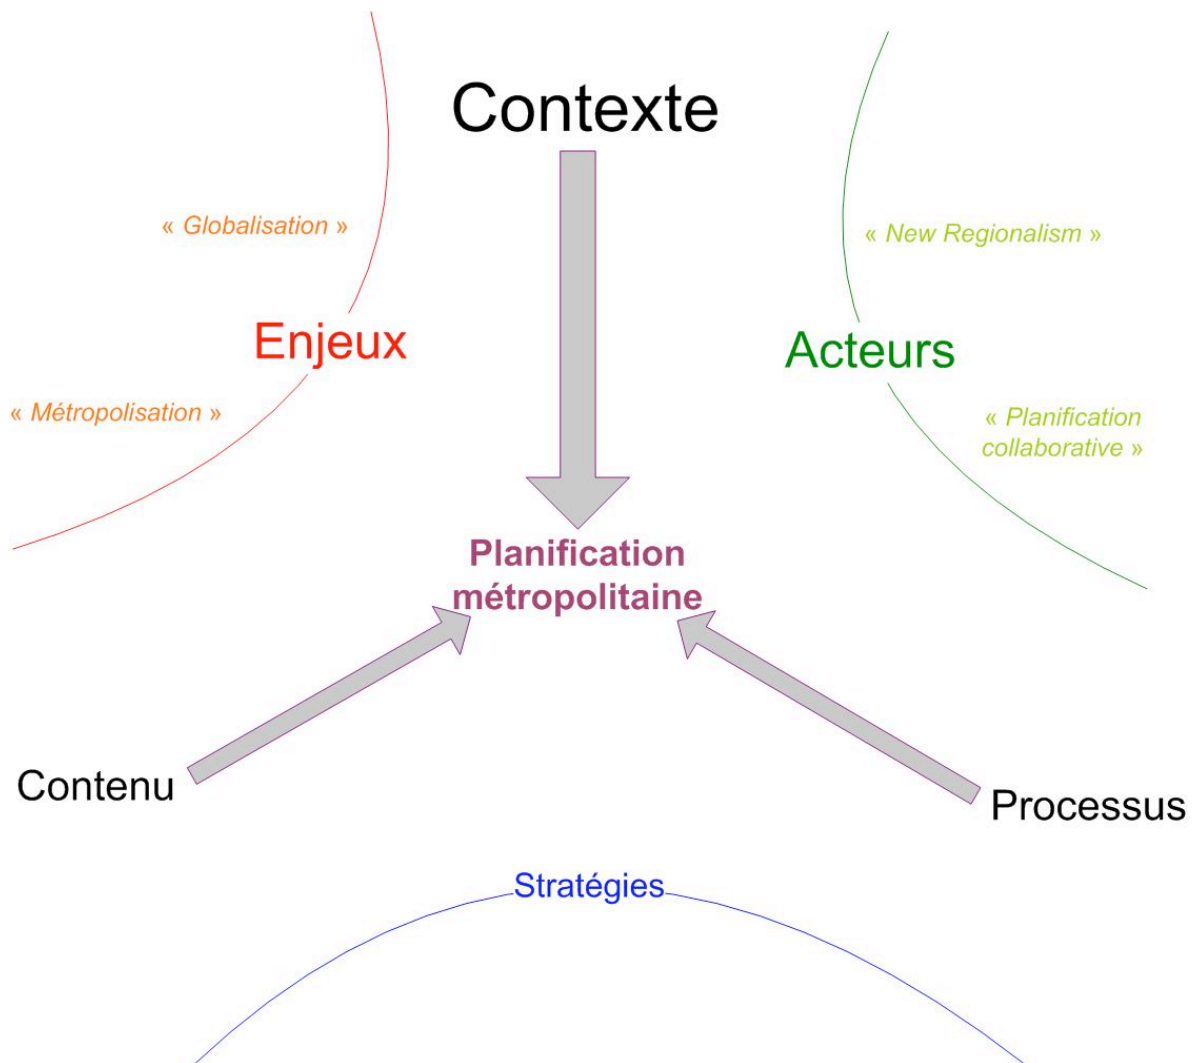 Contexte
« Globalisation »
« New Regionalism »
Enjeux
Acteurs
« Métropolisation »
« Planification
collaborative »
Planification
métropolitaine
Contenu
Processus
Stratégies